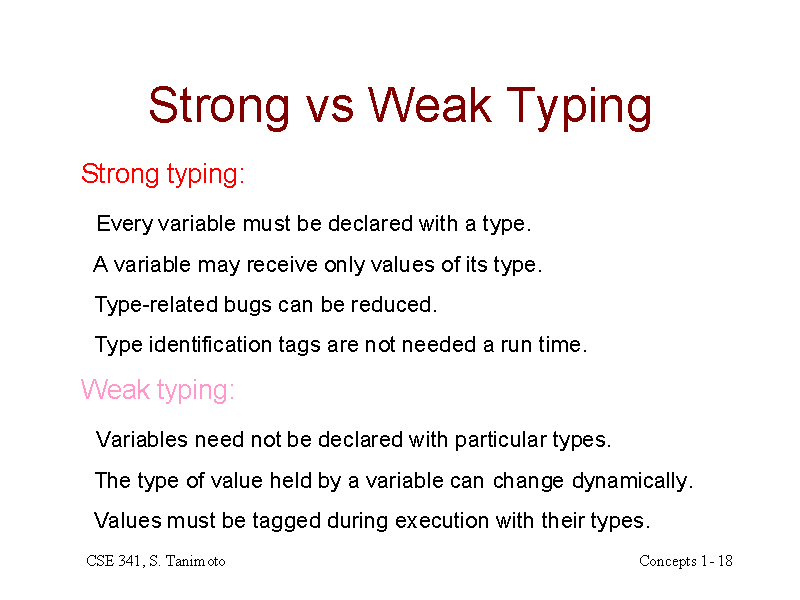 Strong vs Weak Typing
Strong typing:
Every variable must be declared with a type.
A variable may receive only values of its type.
Type-related bugs can be reduced.
Type identification tags are not needed a run time.
Weak typing:
Variables need not be declared with particular types.
The type of value held by a variable can change dynamically.
Values must be tagged during execution with their types.
CSE 341, S. Tanimoto
Concepts 1- 18